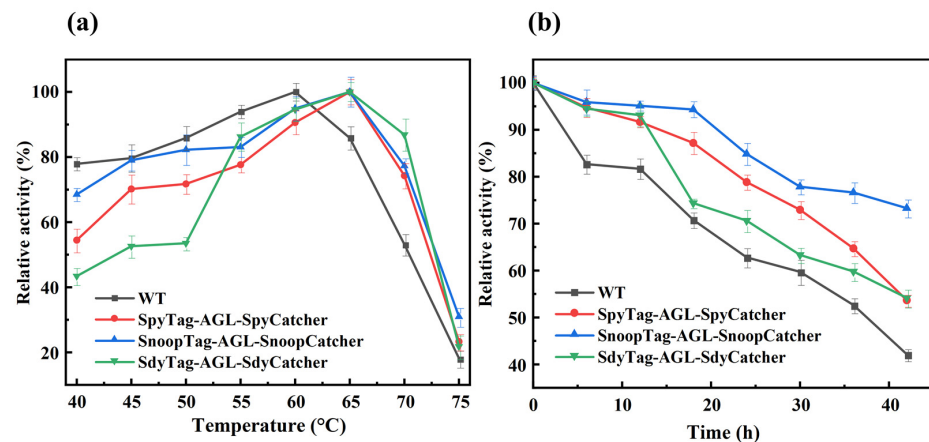 (a)
Relative activity (%)
100
80
60
40
20
WT
SpyTag-AGL-SpyCatcher
SnoopTag-AGL-SnoopCatcher
SdyTag-AGL-SdyCatcher
40 45 50 55 60 65 70 75
Temperature (°C)
(b)
Relative activity (%)
100
90
80
70
60
50
40
WT
SpyTag-AGL-SpyCatcher
SnoopTag-AGL-SnoopCatcher
SdyTag-AGL-SdyCatcher
0 10 20 30 40
Time (h)